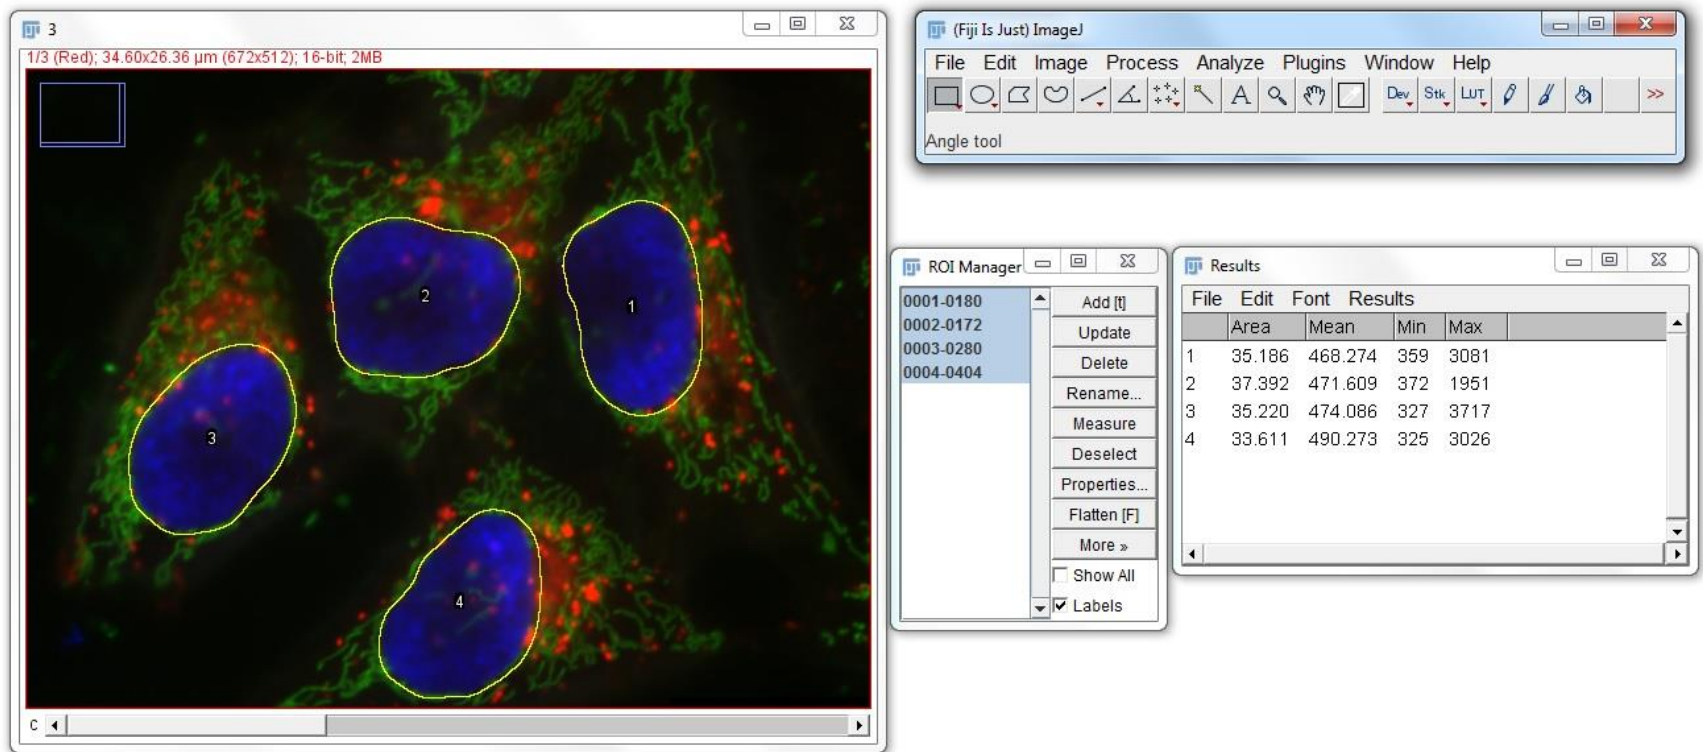 3
1/3 (Red); 34.60x26.36 µm (672x512); 16-bit; 2MB
2
1
3
4
c
(Fiji Is Just) ImageJ
File Edit Image Process Analyze Plugins Window Help
A Dev Stk LUT >>
Angle tool
ROI Manager
0001-0180
0002-0172
0003-0280
0004-0404
Add [t]
Update
Delete
Rename...
Measure
Deselect
Properties...
Flatten [F]
More »
Show All
Labels
Results
File Edit Font Results
Area Mean Min Max
1 35.186 468.274 359 3081
2 37.392 471.609 372 1951
3 35.220 474.086 327 3717
4 33.611 490.273 325 3026